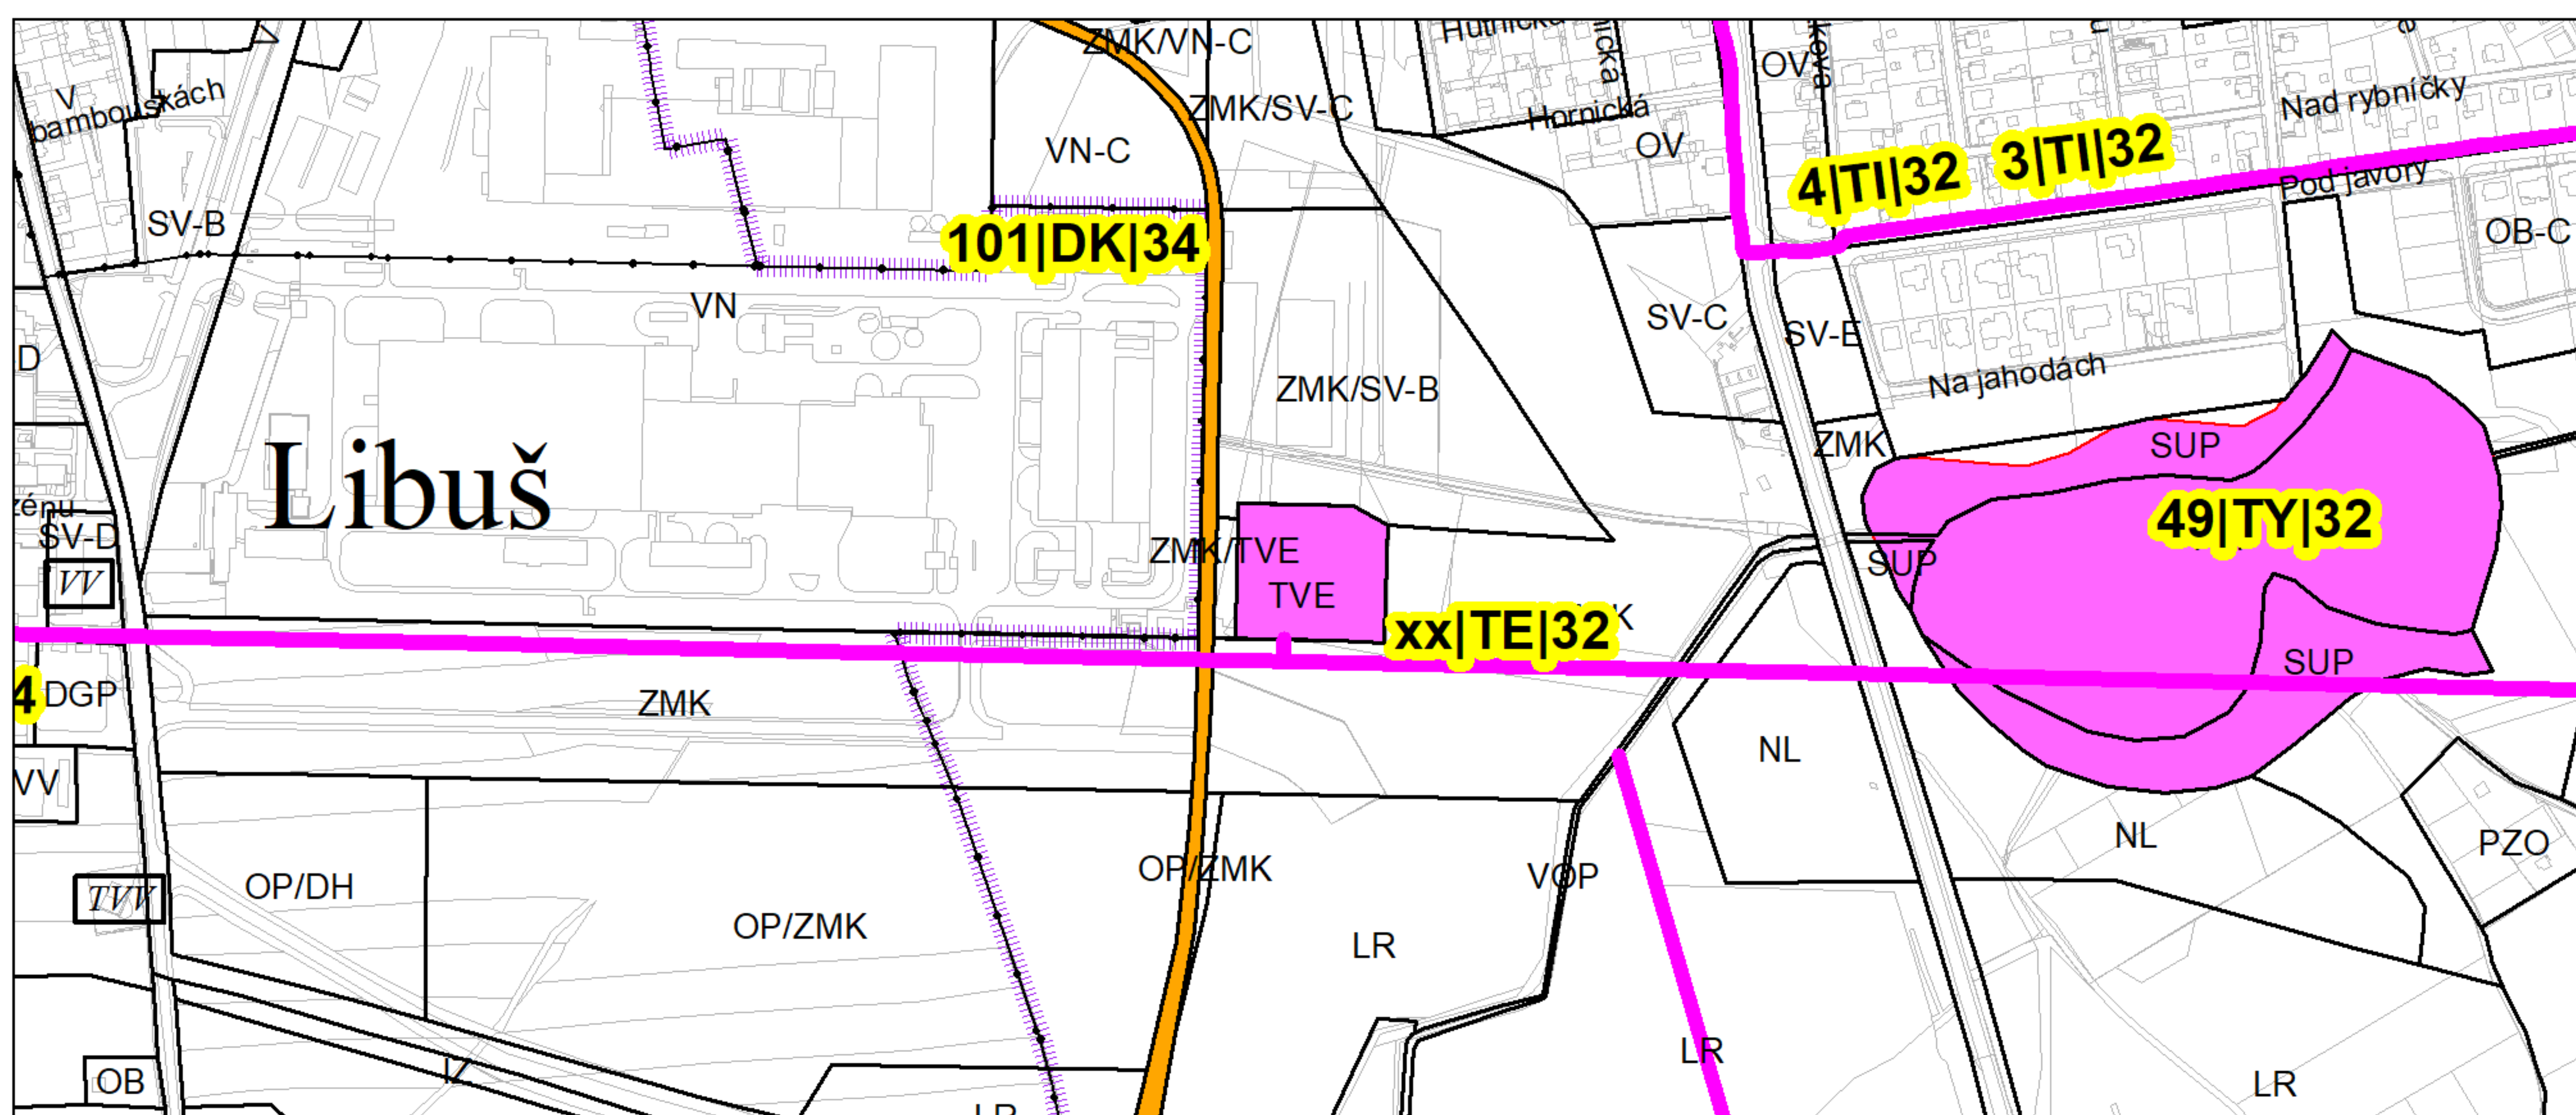 ZMK/VN-C
OV
V
bambouskách
Nad rybníčky
ZMK/SV-C
Hornická
VN-C
OV
4|TI|32
3|TI|32
Pod javory
SV-B
101|DK|34
OB-C
VN
SV-C
SV-E
D
ZMK/SV-B
Na jahodách
ZMK
SUP
Libuš
SV-D
49|TY|32
ZMK/TVE
SUP
VV
TVE
xx|TE|32
SUP
4
DGP
ZMK
NL
VV
NL
PZO
OP/DH
OP/ZMK
VOP
TVV
OP/ZMK
LR
LR
OB
IZ
LR